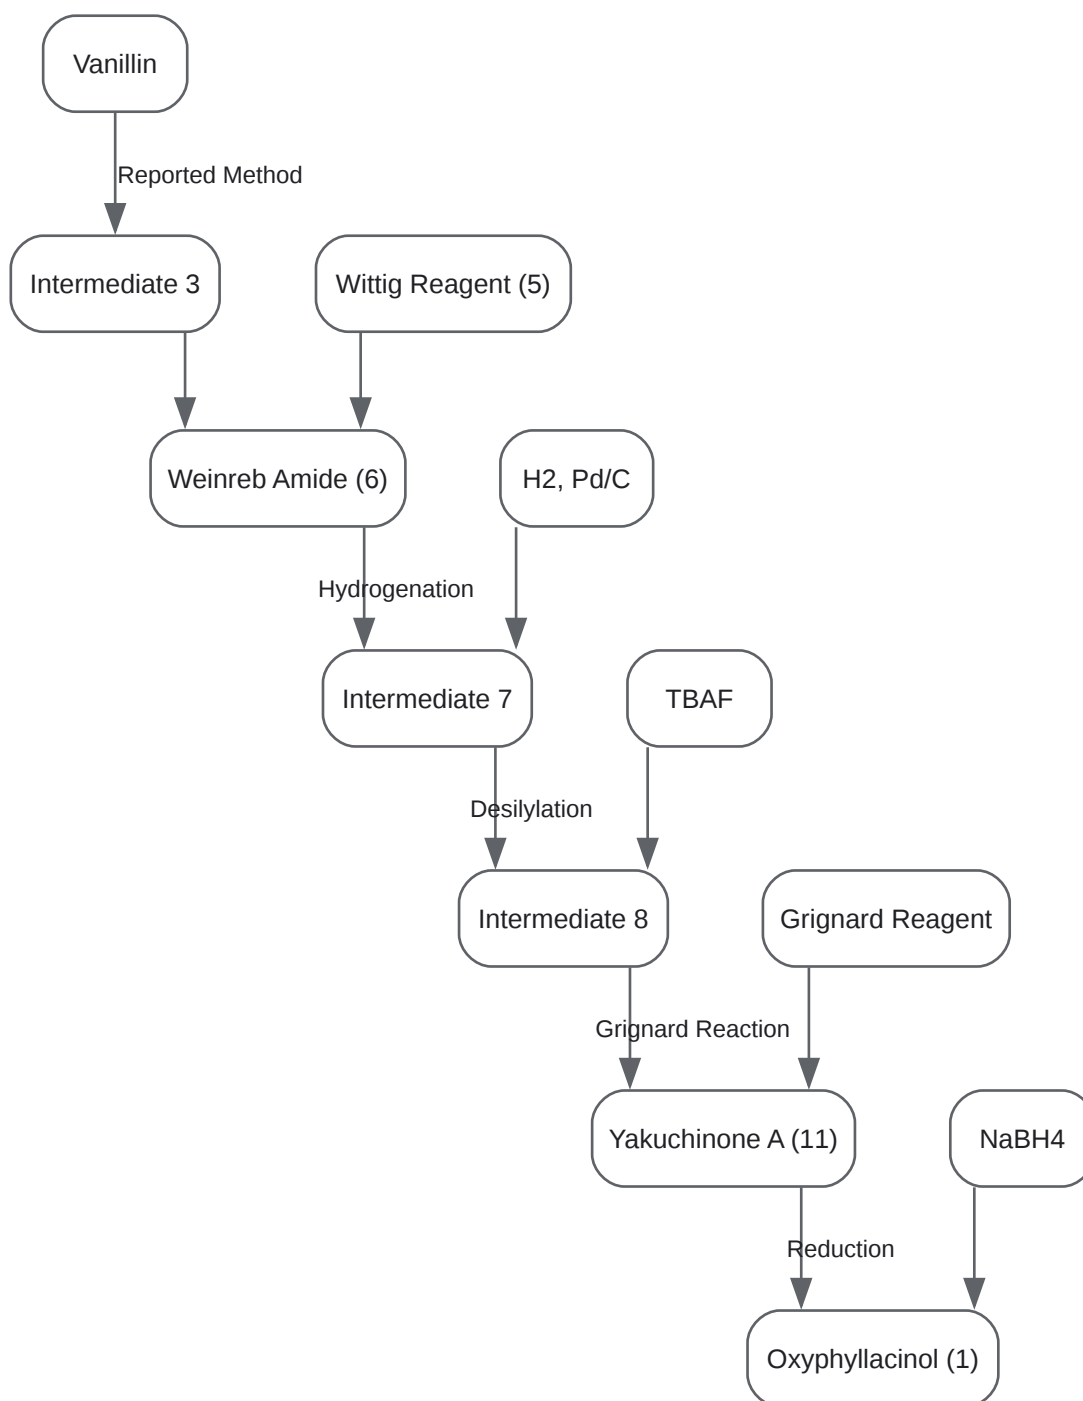 Vanillin
Reported Method
Intermediate 3
Wittig Reagent (5)
Weinreb Amide (6)
H2, Pd/C
Hydrogenation
Intermediate 7
TBAF
Desilylation
Intermediate 8
Grignard Reagent
Grignard Reaction
Yakuchinone A (11)
NaBH4
Reduction
Oxyphyllacinol (1)